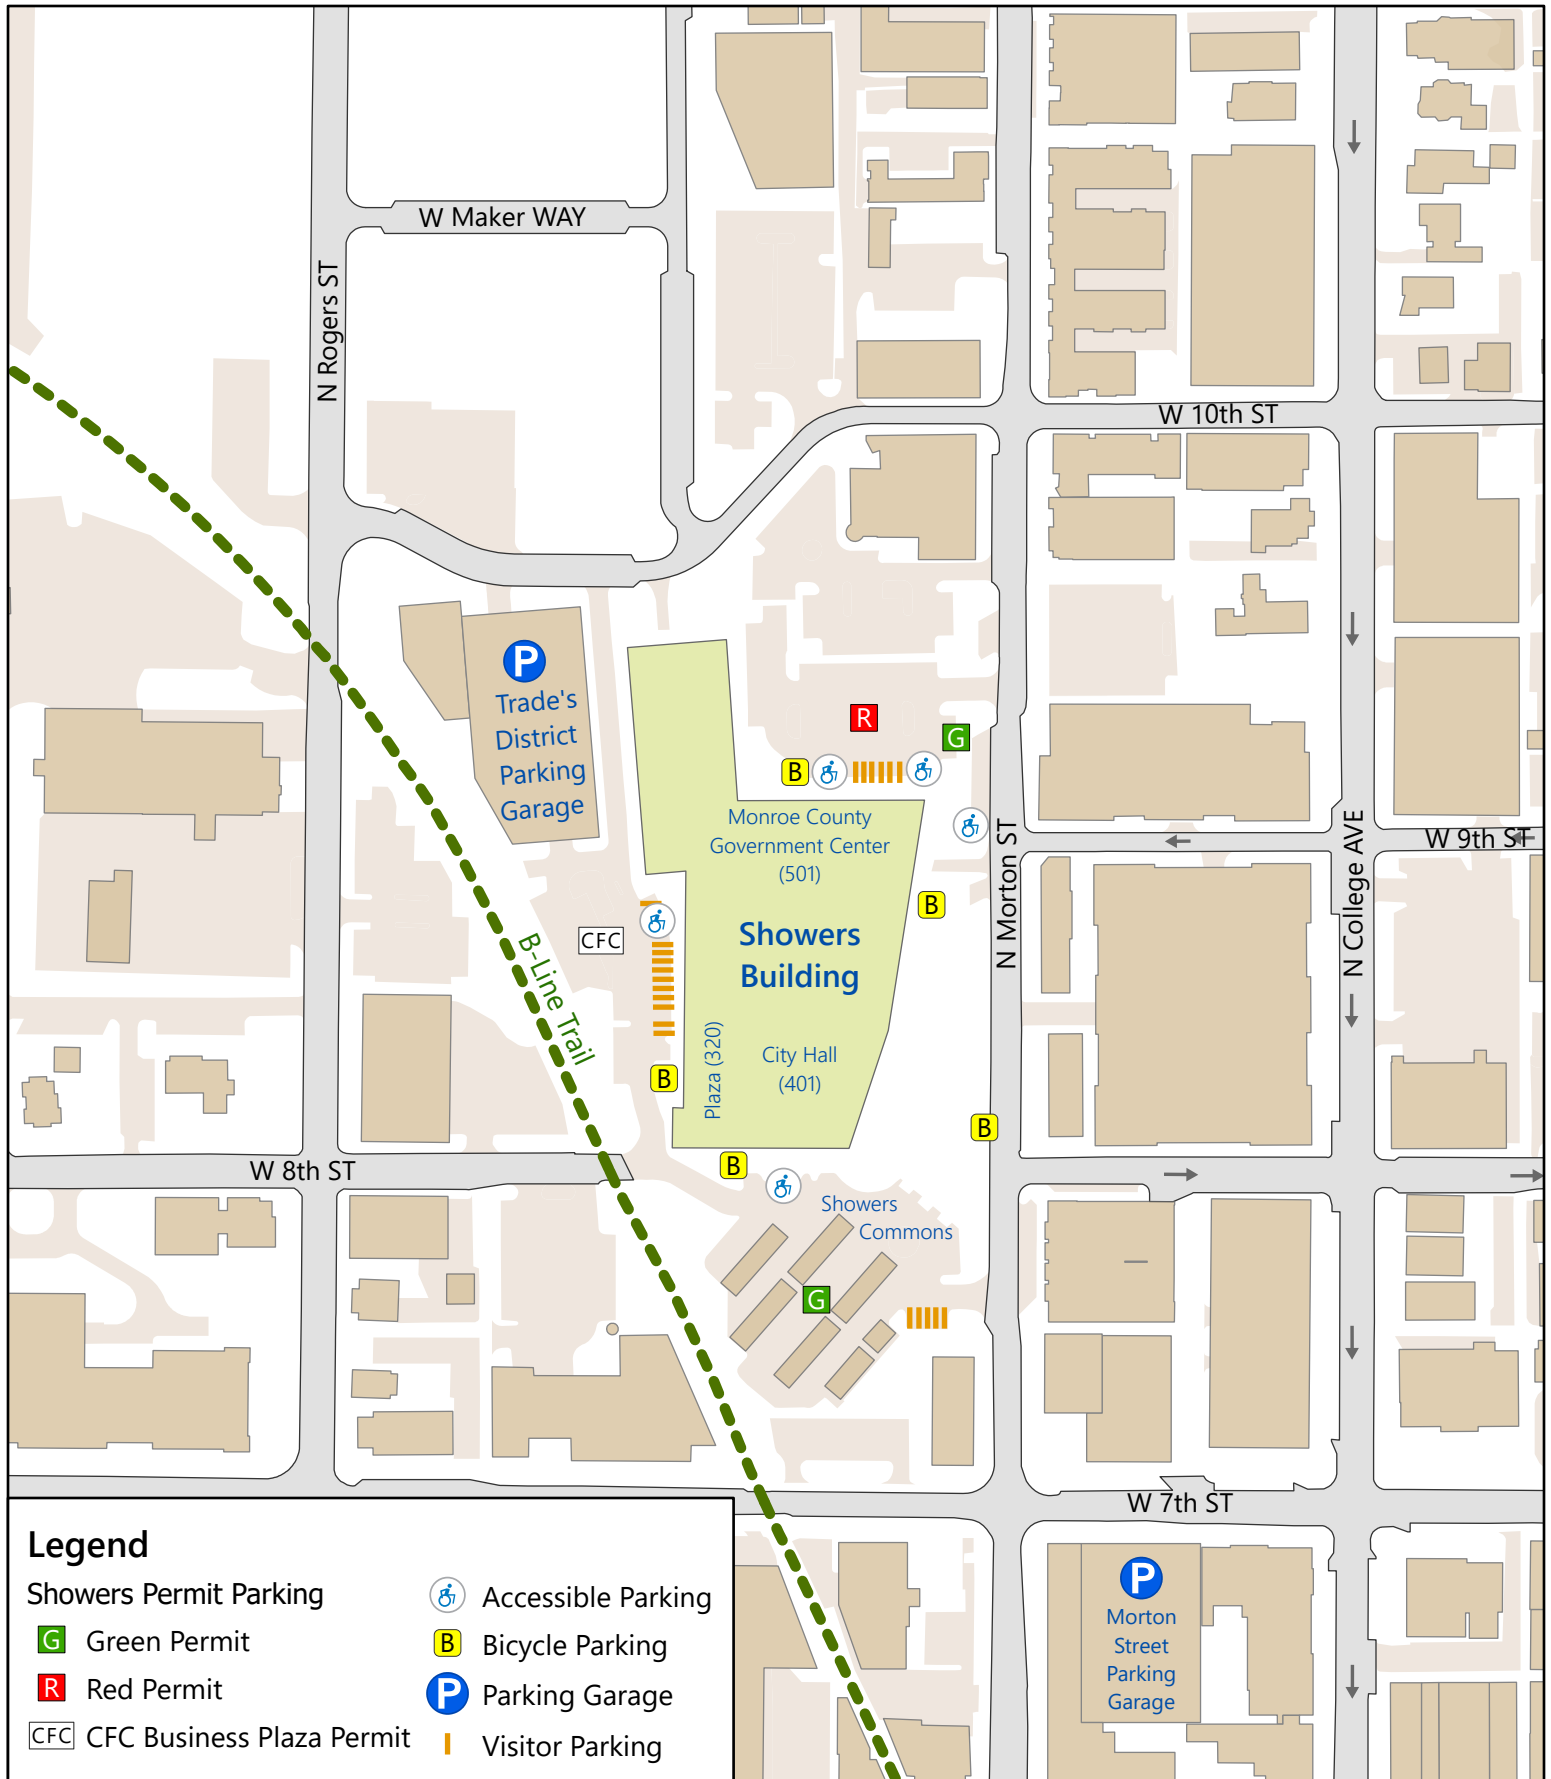 W Maker WAY
N Rogers ST
W 10th ST
P
Trade's
District
Parking
Garage
R
G
B
Monroe County
Government Center
(501)
N Morton ST
N College AVE
W 9th ST
B
CFC
Showers
Building
B-Line Trail
Plaza (320)
City Hall
(401)
B
B
W 8th ST
B
Showers
Commons
G
W 7th ST
P
Morton
Street
Parking
Garage
Legend
Showers Permit Parking
G Green Permit
R Red Permit
CFC CFC Business Plaza Permit
Accessible Parking
B Bicycle Parking
P Parking Garage
Visitor Parking